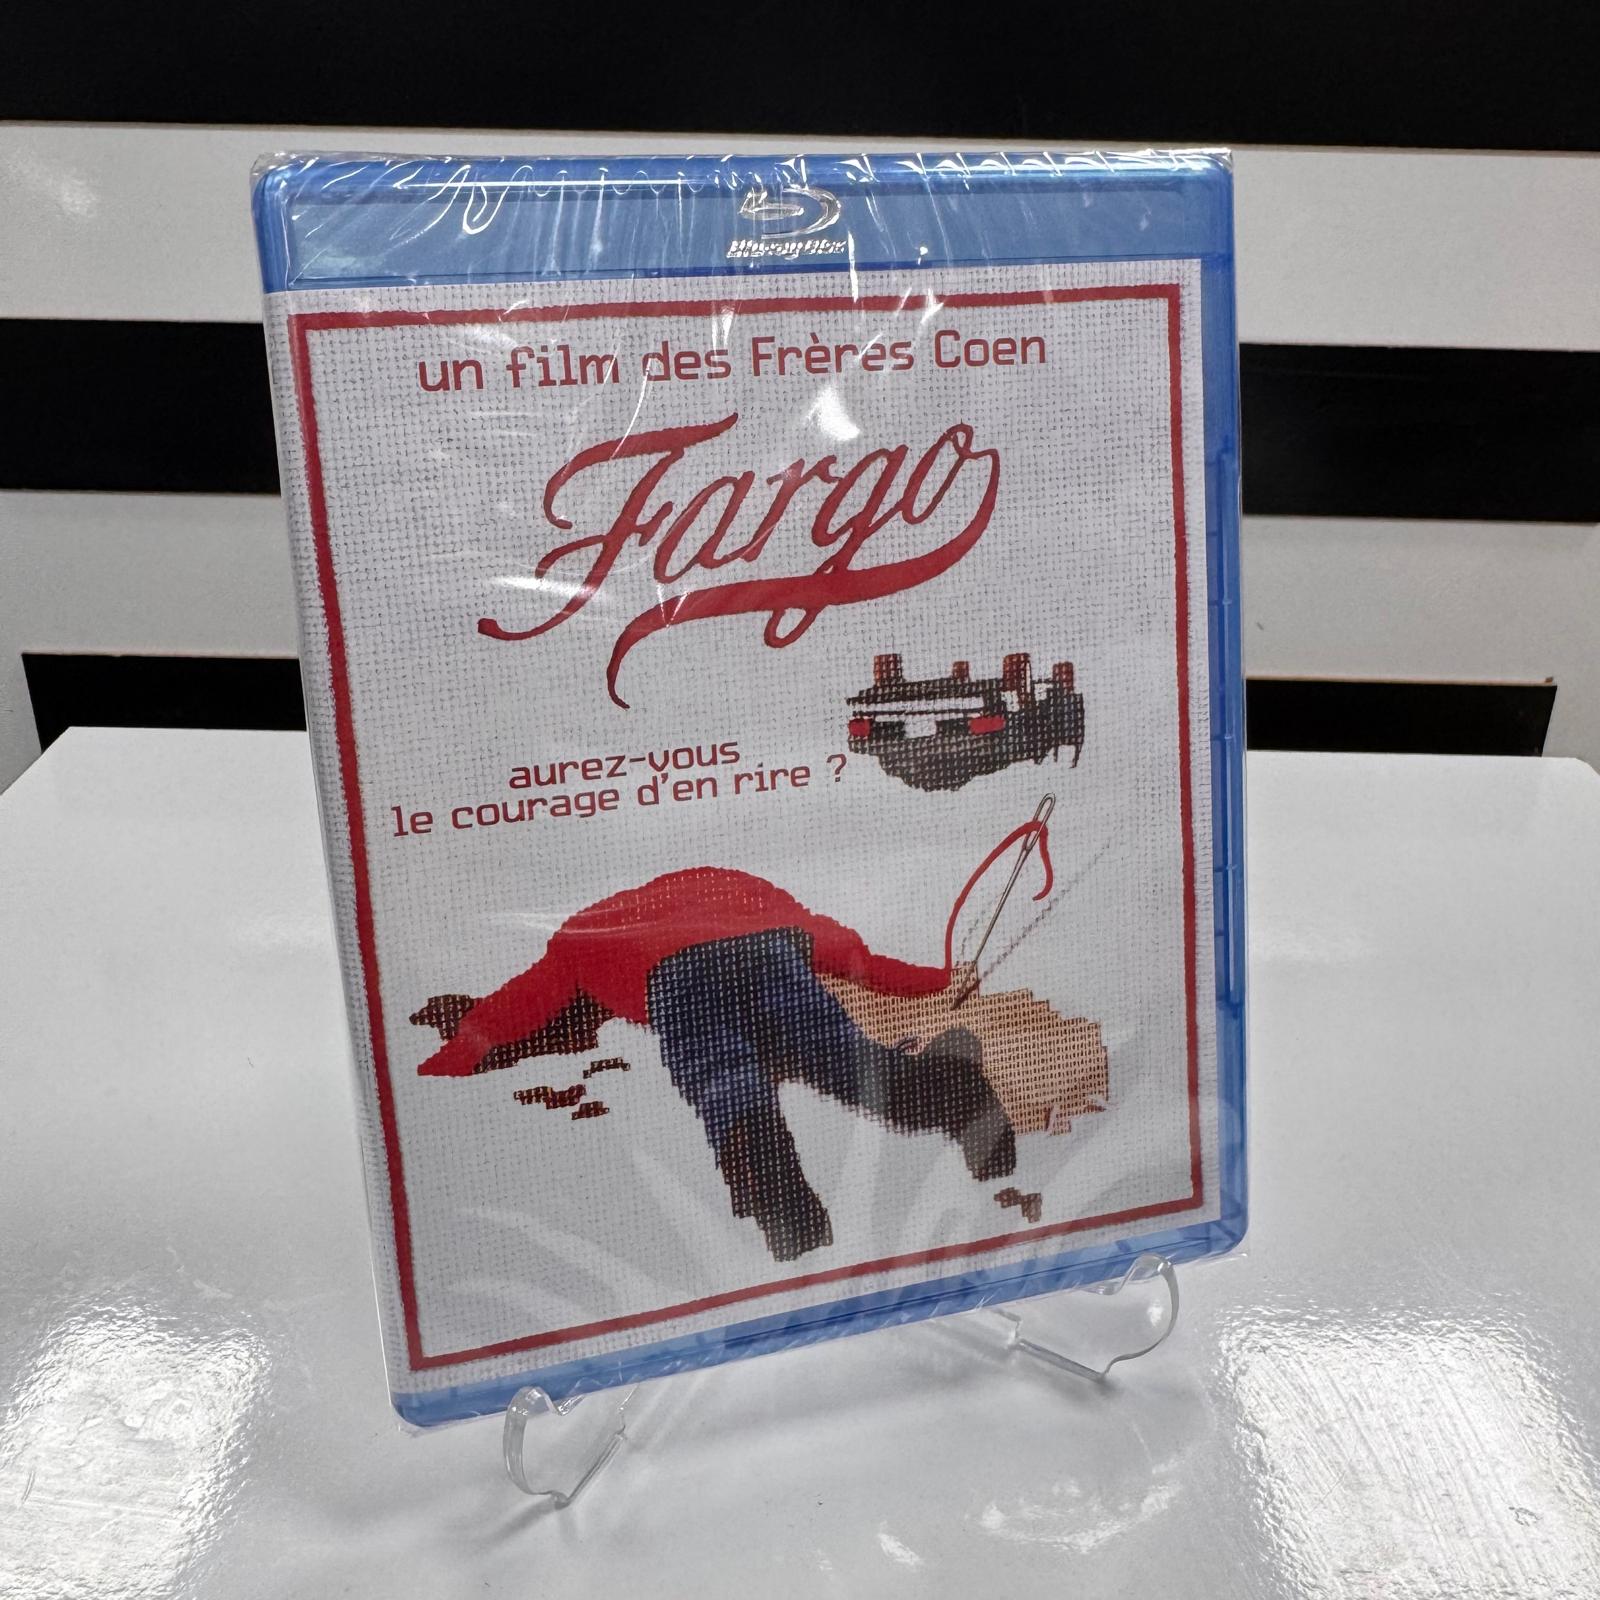 Blu-ray Disc
un film des Frères Coen
Fargo
aurez-vous
le courage d'en rire ?